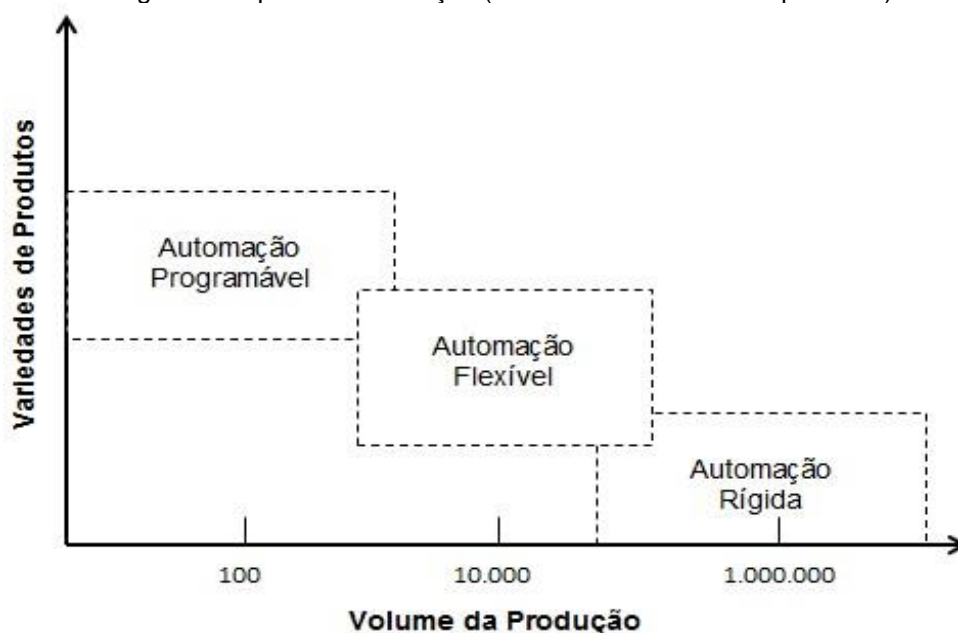 Variedades de Produtos
Automação
Programável
Automação
Flexível
Automação
Rígida
100
10.000
1.000.000
Volume da Produção